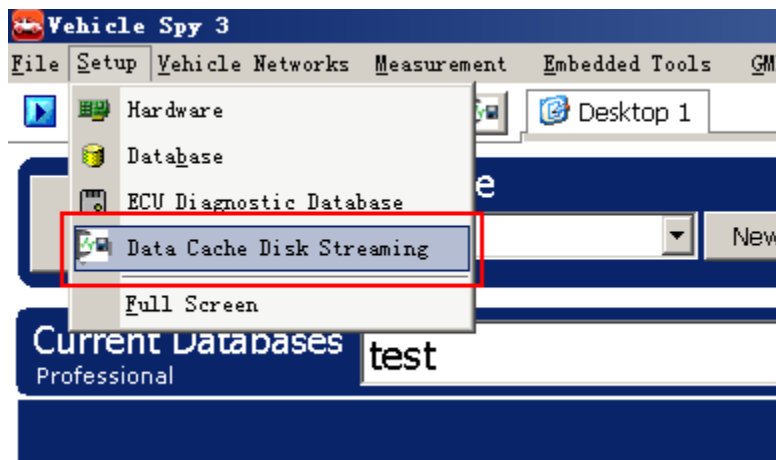 Vehicle Spy 3
File Setup Vehicle Networks Measurement Embedded Tools GM
Hardware
Desktop 1
Database
ECU Diagnostic Database
Data Cache Disk Streaming
New
Full Screen
Current Databases
test
Professional